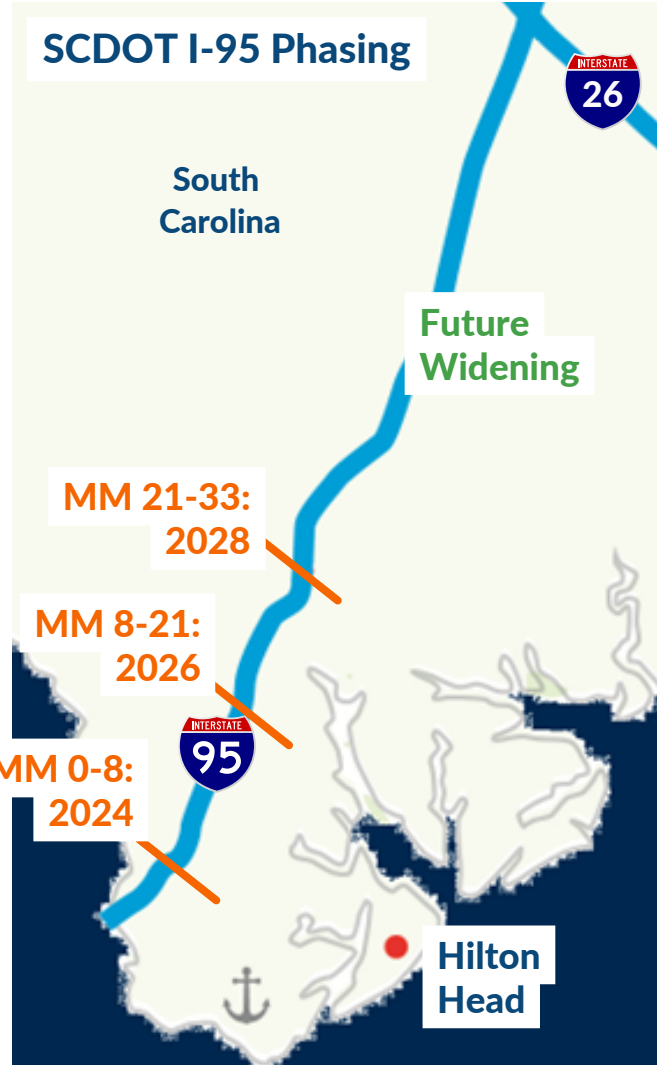 SCDOT I-95 Phasing
INTERSTATE
26
South
Carolina
Future
Widening
MM 21-33:
2028
MM 8-21:
2026
INTERSTATE
95
MM 0-8:
2024
Hilton
Head